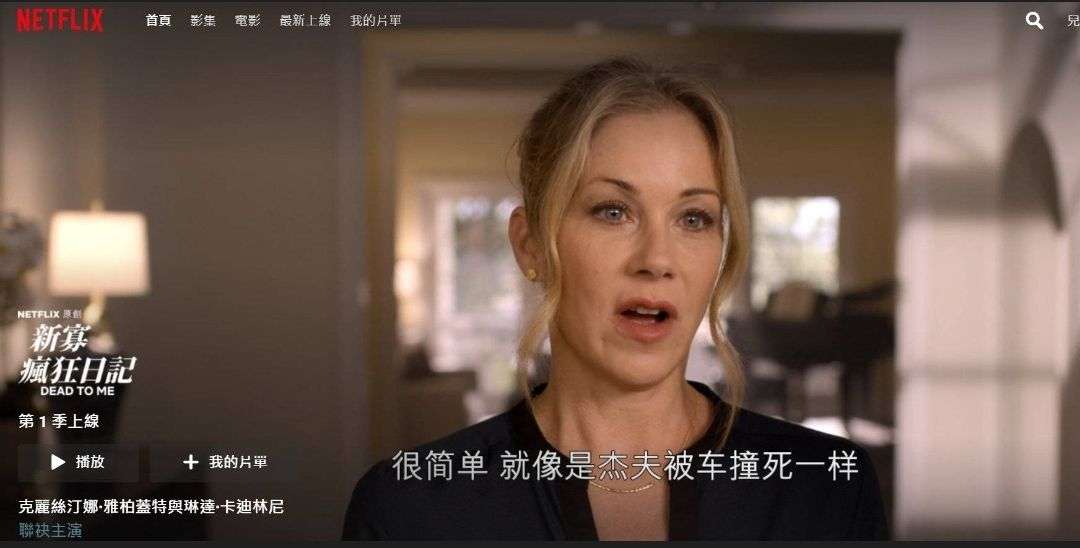 NETFLIX 首頁 影集 電影 最新上線 我的片單 兒
NETFLIX 原創
新寡
瘋狂日記
DEAD TO ME
第 1 季上線
播放 我的片單
很简单 就像是杰夫被车撞死一样
克麗絲汀娜·雅柏蓋特與琳達·卡迪林尼
聯袂主演